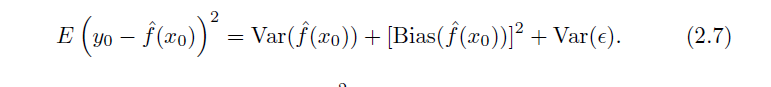 E (y₀ − f̂(x₀))² = Var(f̂(x₀)) + [Bias(f̂(x₀))]² + Var(ϵ). (2.7)